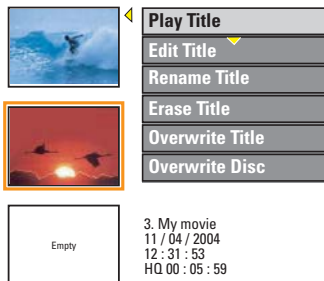 Play Title
Edit Title
Rename Title
Erase Title
Overwrite Title
Overwrite Disc
Empty
3. My movie
11 / 04 / 2004
12 : 31 : 53
HQ 00 : 05 : 59